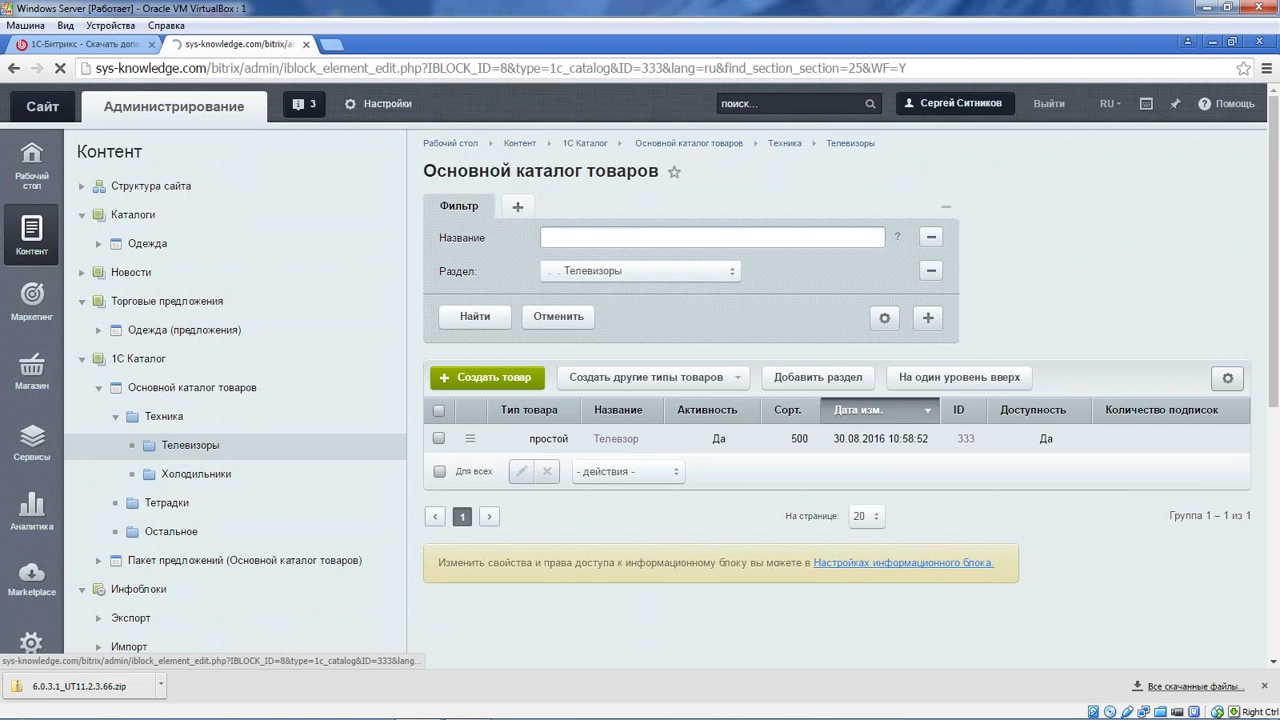 Windows Server [Работает] - Oracle VM VirtualBox : 1
Машина Вид Устройства Справка
1С-Битрикс - Скачать допо
sys-knowledge.com/bitrix/a
sys-knowledge.com/bitrix/admin/iblock_element_edit.php?IBLOCK_ID=8&type=1c_catalog&ID=333&lang=ru&find_section_section=25&WF=Y
Сайт Администрирование 3 Настройки поиск... Сергей Ситников Выйти RU Помощь
Рабочий стол
Контент
Маркетинг
Магазин
Сервисы
Аналитика
Marketplace
Контент
Структура сайта
Каталоги
Одежда
Новости
Торговые предложения
Одежда (предложения)
1С Каталог
Основной каталог товаров
Техника
Телевизоры
Холодильники
Тетрадки
Остальное
Пакет предложений (Основной каталог товаров)
Инфоблоки
Экспорт
Импорт
Рабочий стол Контент 1С Каталог Основной каталог товаров Техника Телевизоры
Основной каталог товаров
Фильтр +
Название ?
Раздел: . . Телевизоры
Найти Отменить
+ Создать товар Создать другие типы товаров Добавить раздел На один уровень вверх
Тип товара Название Активность Сорт. Дата изм. ID Доступность Количество подписок
простой Телевзор Да 500 30.08.2016 10:58:52 333 Да
Для всех - действия -
1 На странице: 20 Группа 1 – 1 из 1
Изменить свойства и права доступа к информационному блоку вы можете в Настройках информационного блока.
sys-knowledge.com/bitrix/admin/iblock_element_edit.php?IBLOCK_ID=8&type=1c_catalog&ID=333&lang...
6.0.3.1_UT11.2.3.66.zip Все скачанные файлы...
Right Ctrl